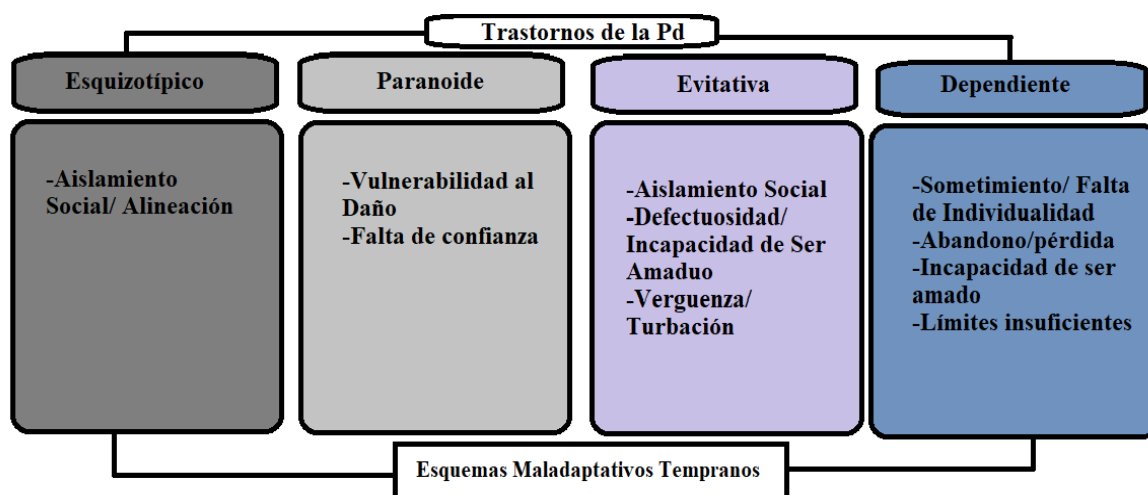 Trastornos de la Pd
Esquizotípico
-Aislamiento
Social/ Alineación
Paranoide
-Vulnerabilidad al
Daño
-Falta de confianza
Evitativa
-Aislamiento Social
-Defectuosidad/
Incapacidad de Ser
Amaduo
-Verguenza/
Turbación
Dependiente
-Sometimiento/ Falta
de Individualidad
-Abandono/pérdida
-Incapacidad de ser
amado
-Límites insuficientes
Esquemas Maladaptativos Tempranos